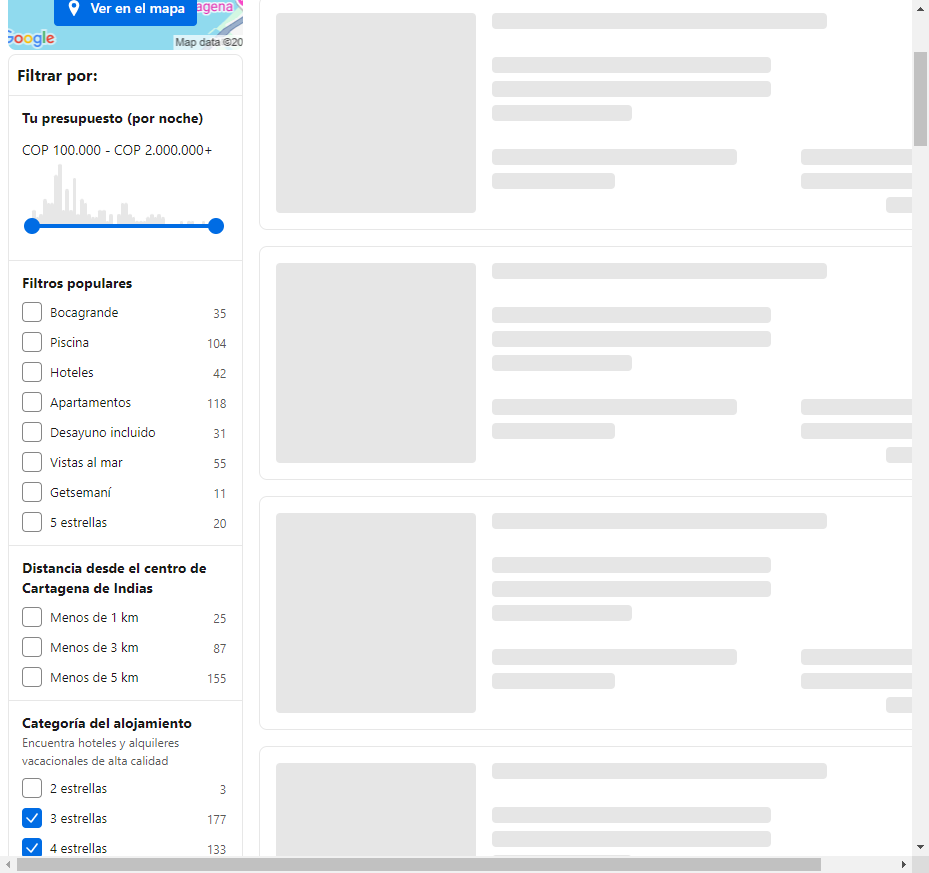 Ver en el mapa
agena
Google
Map data ©20
Filtrar por:
Tu presupuesto (por noche)
COP 100.000 - COP 2.000.000+
Filtros populares
Bocagrande 35
Piscina 104
Hoteles 42
Apartamentos 118
Desayuno incluido 31
Vistas al mar 55
Getsemaní 11
5 estrellas 20
Distancia desde el centro de
Cartagena de Indias
Menos de 1 km 25
Menos de 3 km 87
Menos de 5 km 155
Categoría del alojamiento
Encuentra hoteles y alquileres
vacacionales de alta calidad
2 estrellas 3
3 estrellas 177
4 estrellas 133